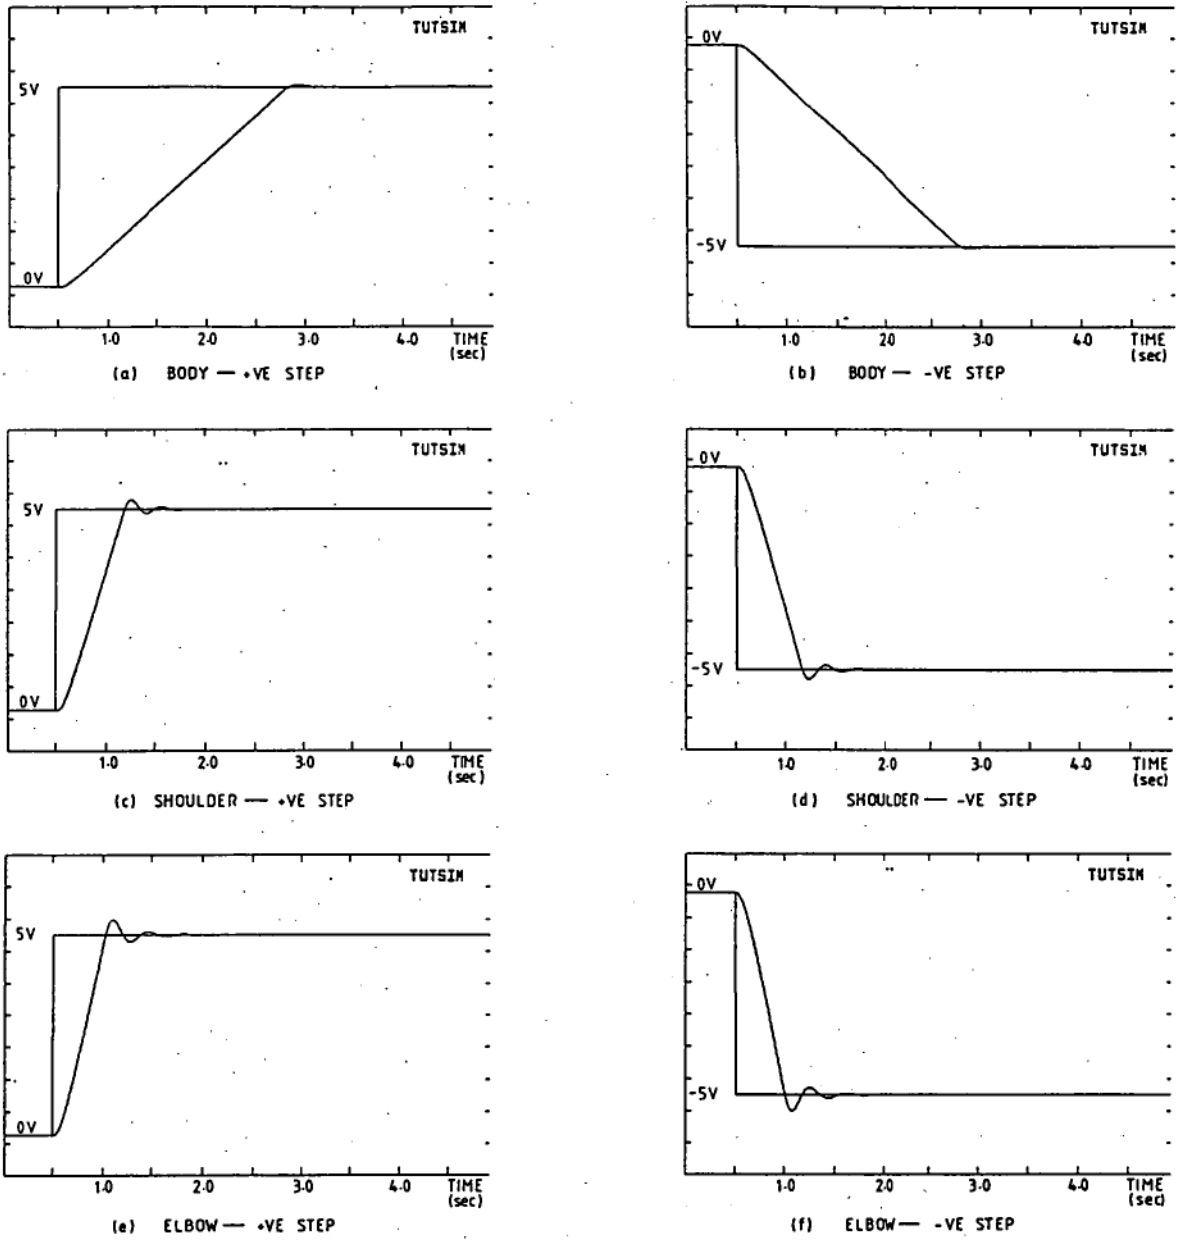 TUTSIM
5V
0V
1.0 2.0 3.0 4.0 TIME
(sec)
(a) BODY — +VE STEP
TUTSIM
0V
-5V
1.0 2.0 3.0 4.0 TIME
(sec)
(b) BODY — -VE STEP
TUTSIM
5V
0V
1.0 2.0 3.0 4.0 TIME
(sec)
(c) SHOULDER — +VE STEP
TUTSIM
0V
-5V
1.0 2.0 3.0 4.0 TIME
(sec)
(d) SHOULDER — -VE STEP
TUTSIM
5V
0V
1.0 2.0 3.0 4.0 TIME
(sec)
(e) ELBOW — +VE STEP
TUTSIM
0V
-5V
1.0 2.0 3.0 4.0 TIME
(sec)
(f) ELBOW — -VE STEP